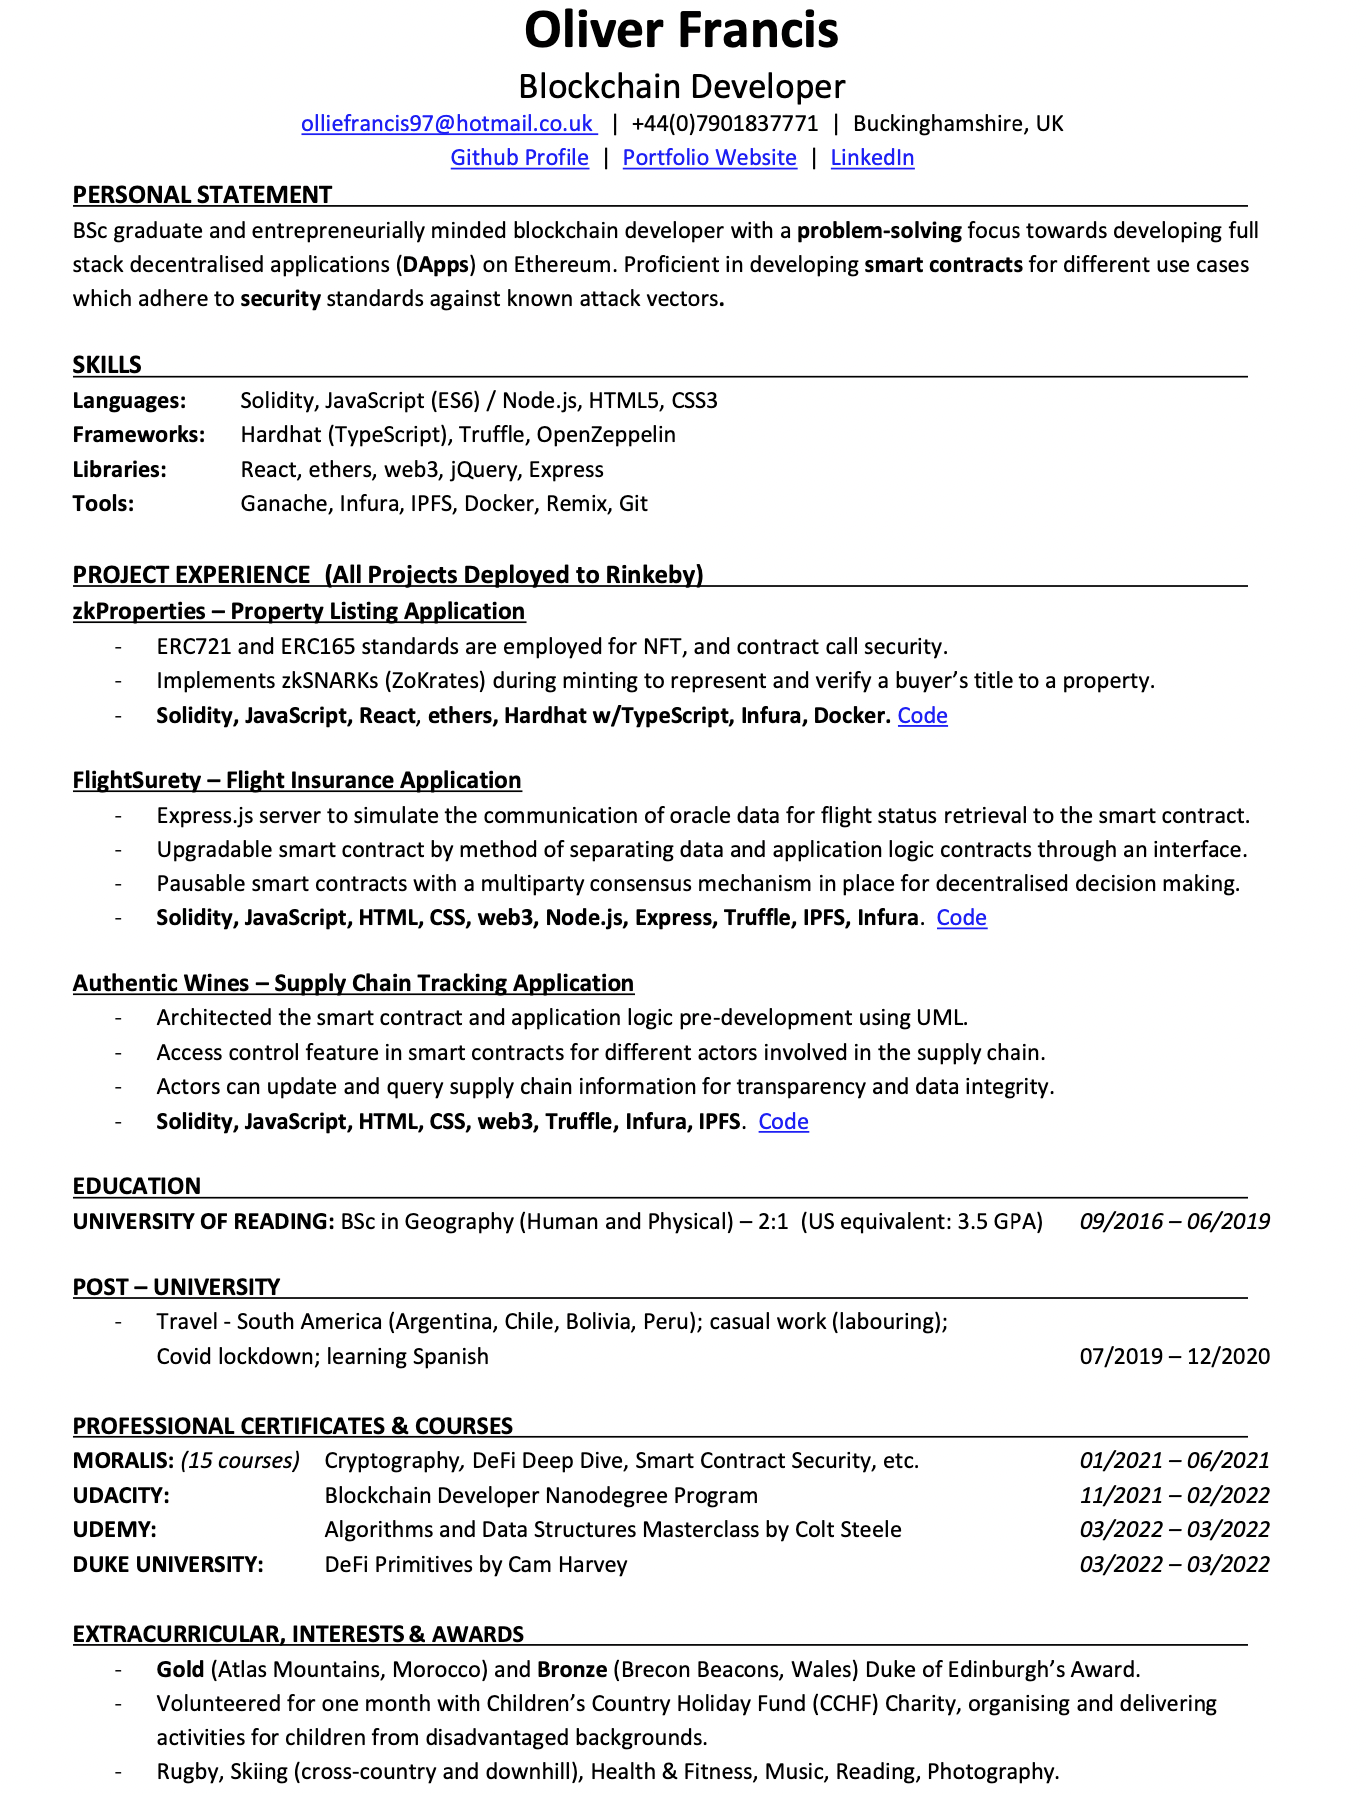 Oliver Francis
Blockchain Developer
olliefrancis97@hotmail.co.uk | +44(0)7901837771 | Buckinghamshire, UK
Github Profile | Portfolio Website | LinkedIn
PERSONAL STATEMENT
BSc graduate and entrepreneurially minded blockchain developer with a problem-solving focus towards developing full
stack decentralised applications (DApps) on Ethereum. Proficient in developing smart contracts for different use cases
which adhere to security standards against known attack vectors.
SKILLS
Languages: Solidity, JavaScript (ES6) / Node.js, HTML5, CSS3
Frameworks: Hardhat (TypeScript), Truffle, OpenZeppelin
Libraries: React, ethers, web3, jQuery, Express
Tools: Ganache, Infura, IPFS, Docker, Remix, Git
PROJECT EXPERIENCE (All Projects Deployed to Rinkeby)
zkProperties – Property Listing Application
- ERC721 and ERC165 standards are employed for NFT, and contract call security.
- Implements zkSNARKs (ZoKrates) during minting to represent and verify a buyer’s title to a property.
- Solidity, JavaScript, React, ethers, Hardhat w/TypeScript, Infura, Docker. Code
FlightSurety – Flight Insurance Application
- Express.js server to simulate the communication of oracle data for flight status retrieval to the smart contract.
- Upgradable smart contract by method of separating data and application logic contracts through an interface.
- Pausable smart contracts with a multiparty consensus mechanism in place for decentralised decision making.
- Solidity, JavaScript, HTML, CSS, web3, Node.js, Express, Truffle, IPFS, Infura. Code
Authentic Wines – Supply Chain Tracking Application
- Architected the smart contract and application logic pre-development using UML.
- Access control feature in smart contracts for different actors involved in the supply chain.
- Actors can update and query supply chain information for transparency and data integrity.
- Solidity, JavaScript, HTML, CSS, web3, Truffle, Infura, IPFS. Code
EDUCATION
UNIVERSITY OF READING: BSc in Geography (Human and Physical) – 2:1 (US equivalent: 3.5 GPA) 09/2016 – 06/2019
POST – UNIVERSITY
- Travel - South America (Argentina, Chile, Bolivia, Peru); casual work (labouring);
Covid lockdown; learning Spanish 07/2019 – 12/2020
PROFESSIONAL CERTIFICATES & COURSES
MORALIS: (15 courses) Cryptography, DeFi Deep Dive, Smart Contract Security, etc. 01/2021 – 06/2021
UDACITY: Blockchain Developer Nanodegree Program 11/2021 – 02/2022
UDEMY: Algorithms and Data Structures Masterclass by Colt Steele 03/2022 – 03/2022
DUKE UNIVERSITY: DeFi Primitives by Cam Harvey 03/2022 – 03/2022
EXTRACURRICULAR, INTERESTS & AWARDS
- Gold (Atlas Mountains, Morocco) and Bronze (Brecon Beacons, Wales) Duke of Edinburgh’s Award.
- Volunteered for one month with Children’s Country Holiday Fund (CCHF) Charity, organising and delivering
activities for children from disadvantaged backgrounds.
- Rugby, Skiing (cross-country and downhill), Health & Fitness, Music, Reading, Photography.